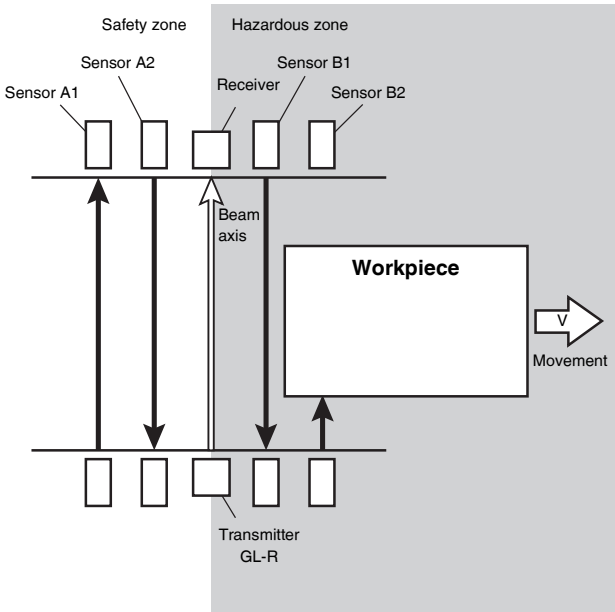 Safety zone
Hazardous zone
Sensor A2
Sensor B1
Receiver
Sensor A1
Sensor B2
Beam
axis
Workpiece
V
Movement
Transmitter
GL-R